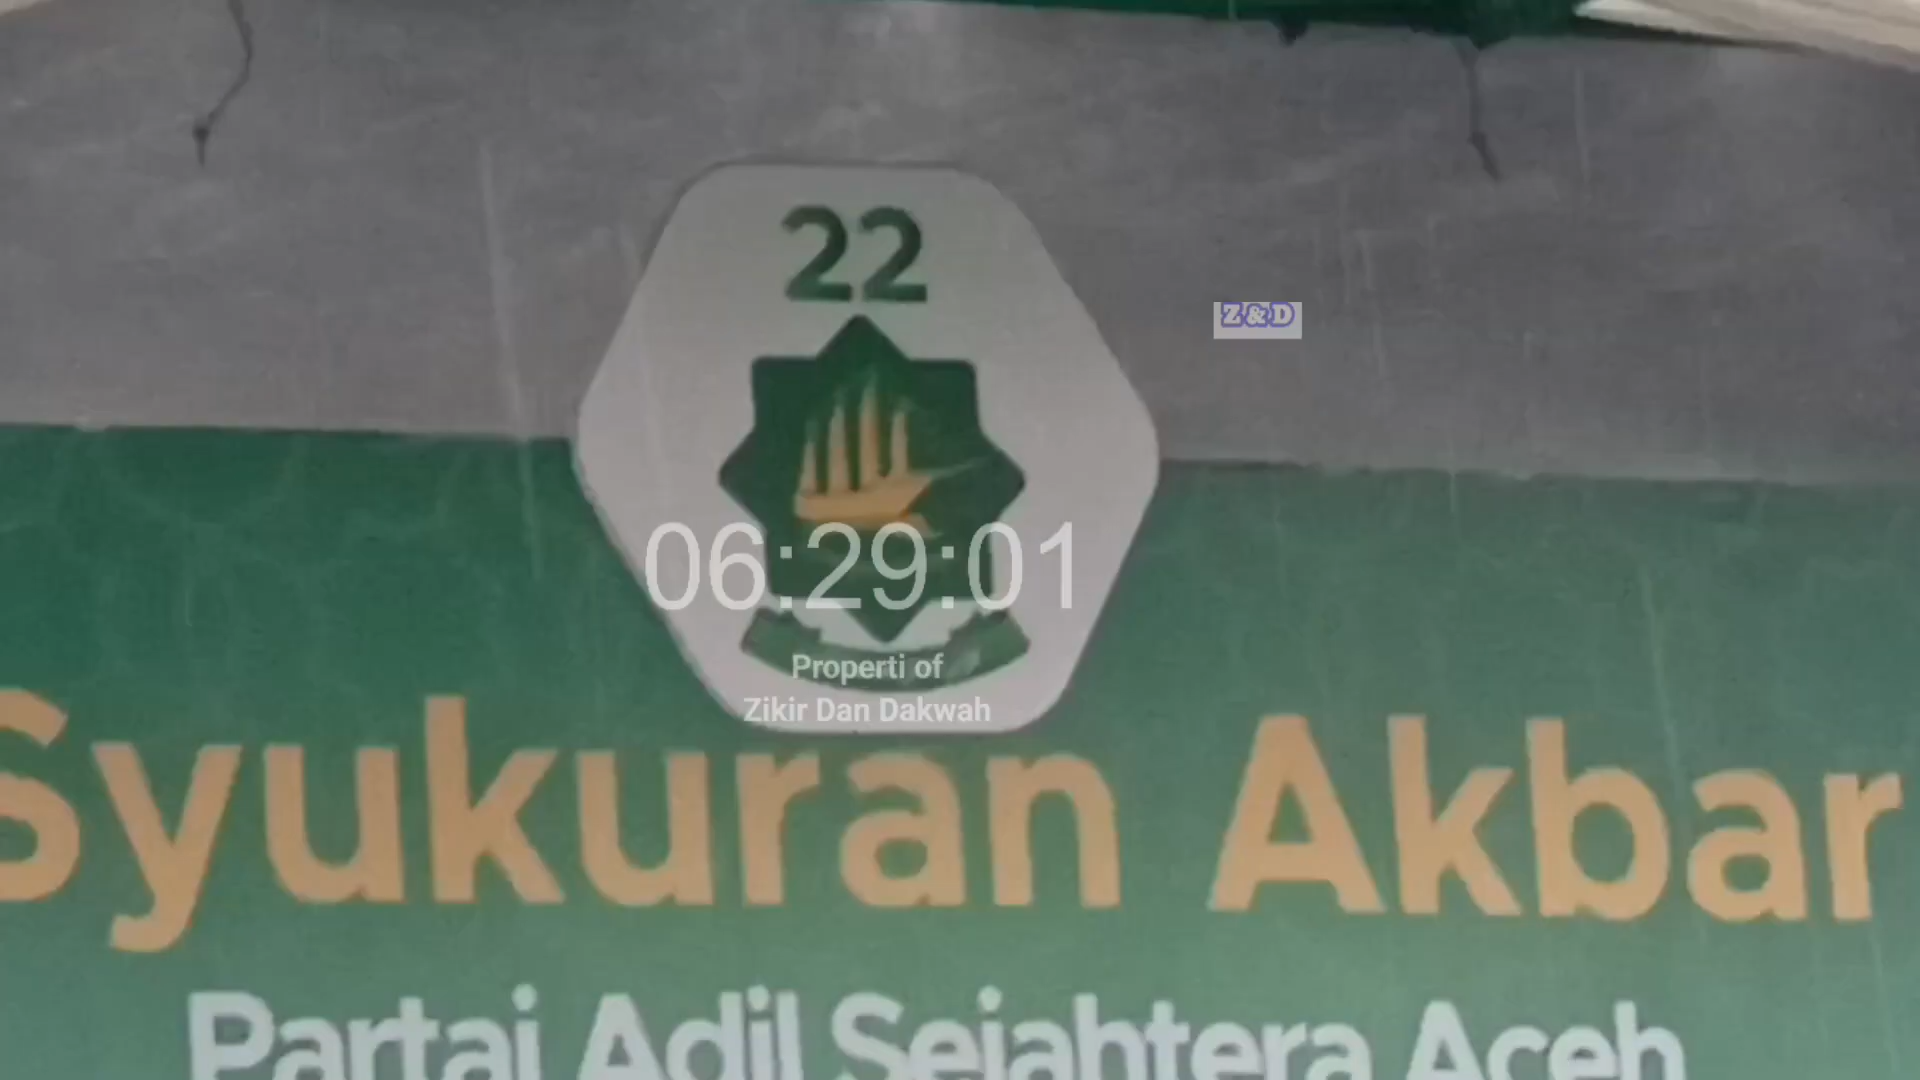 22
Z&D
06:29:01
Properti of
Zikir Dan Dakwah
Syukuran Akbar
Partai Adil Sejahtera Aceh